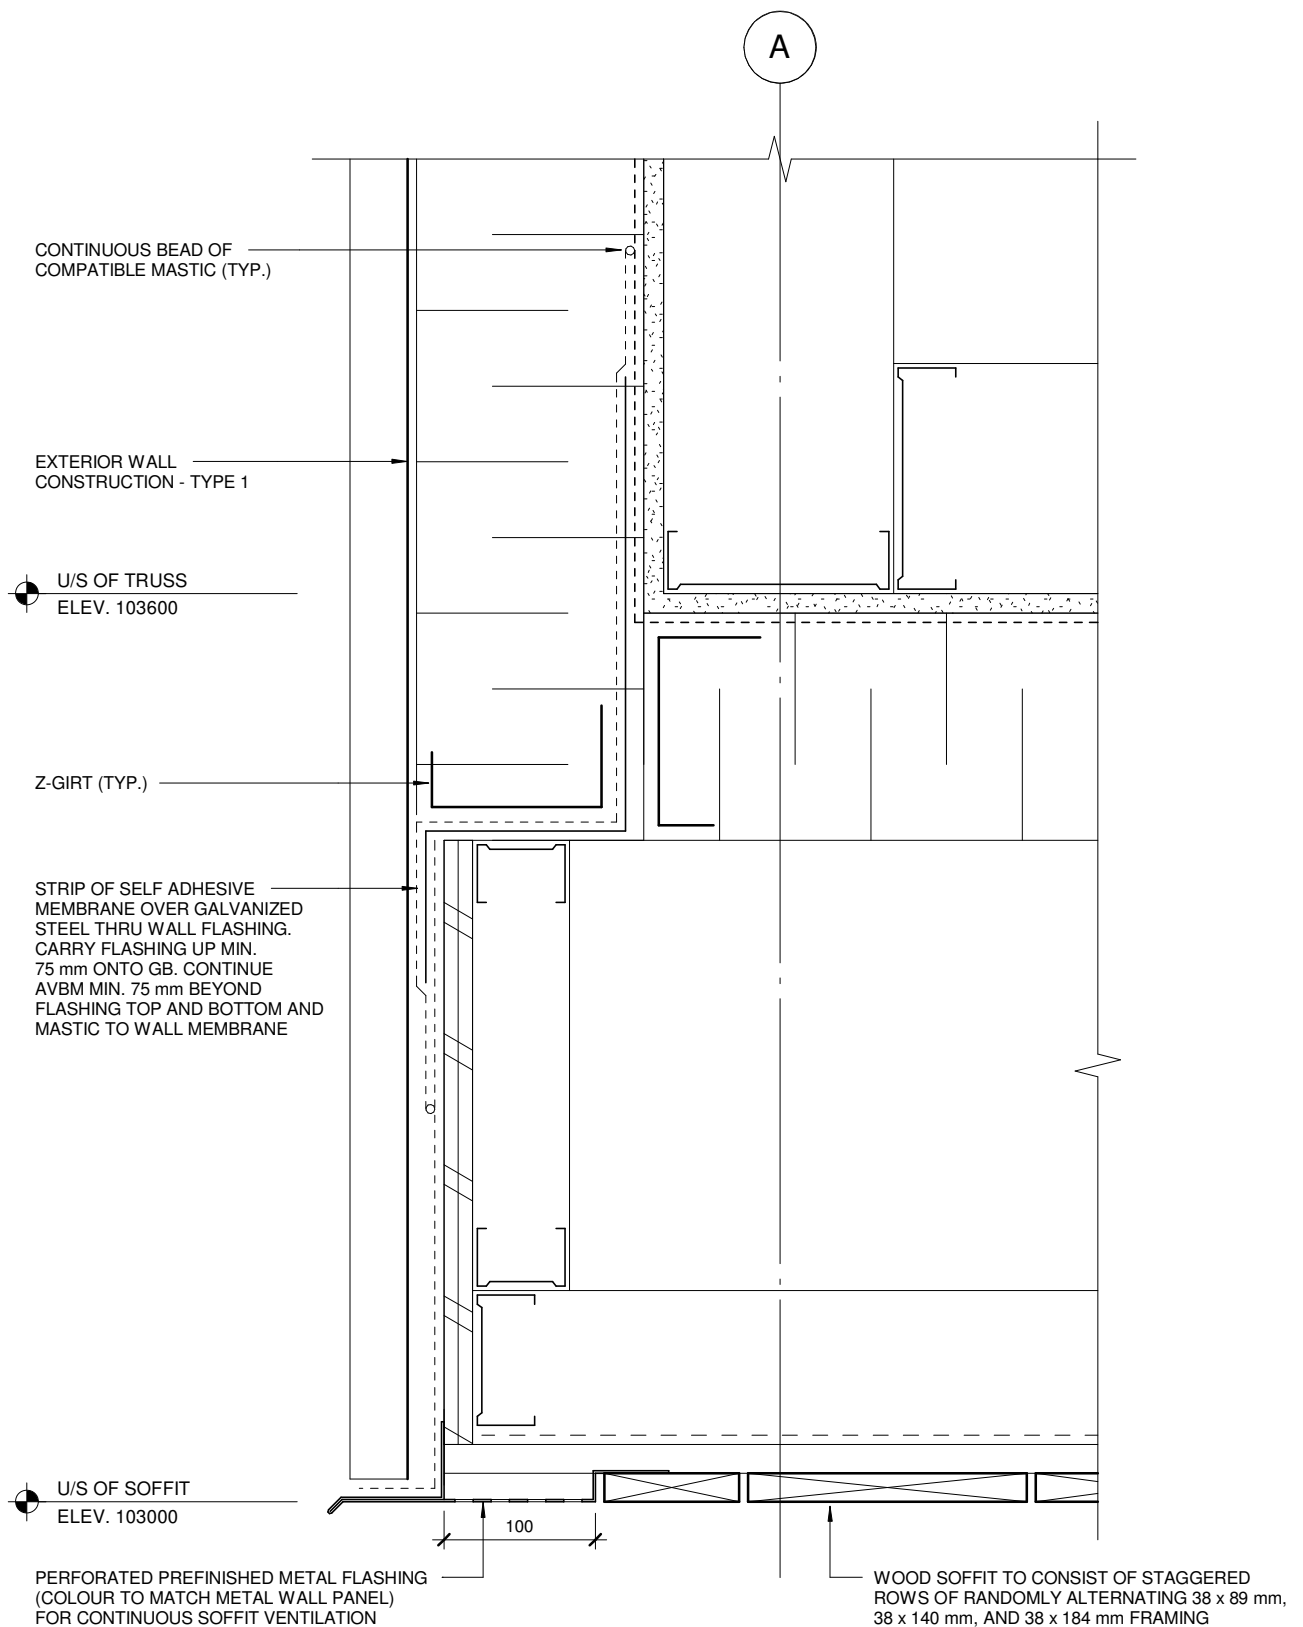 A
CONTINUOUS BEAD OF
COMPATIBLE MASTIC (TYP.)
EXTERIOR WALL
CONSTRUCTION - TYPE 1
U/S OF TRUSS
ELEV. 103600
Z-GIRT (TYP.)
STRIP OF SELF ADHESIVE
MEMBRANE OVER GALVANIZED
STEEL THRU WALL FLASHING.
CARRY FLASHING UP MIN.
75 mm ONTO GB. CONTINUE
AVBM MIN. 75 mm BEYOND
FLASHING TOP AND BOTTOM AND
MASTIC TO WALL MEMBRANE
U/S OF SOFFIT
ELEV. 103000
100
PERFORATED PREFINISHED METAL FLASHING
(COLOUR TO MATCH METAL WALL PANEL)
FOR CONTINUOUS SOFFIT VENTILATION
WOOD SOFFIT TO CONSIST OF STAGGERED
ROWS OF RANDOMLY ALTERNATING 38 x 89 mm,
38 x 140 mm, AND 38 x 184 mm FRAMING